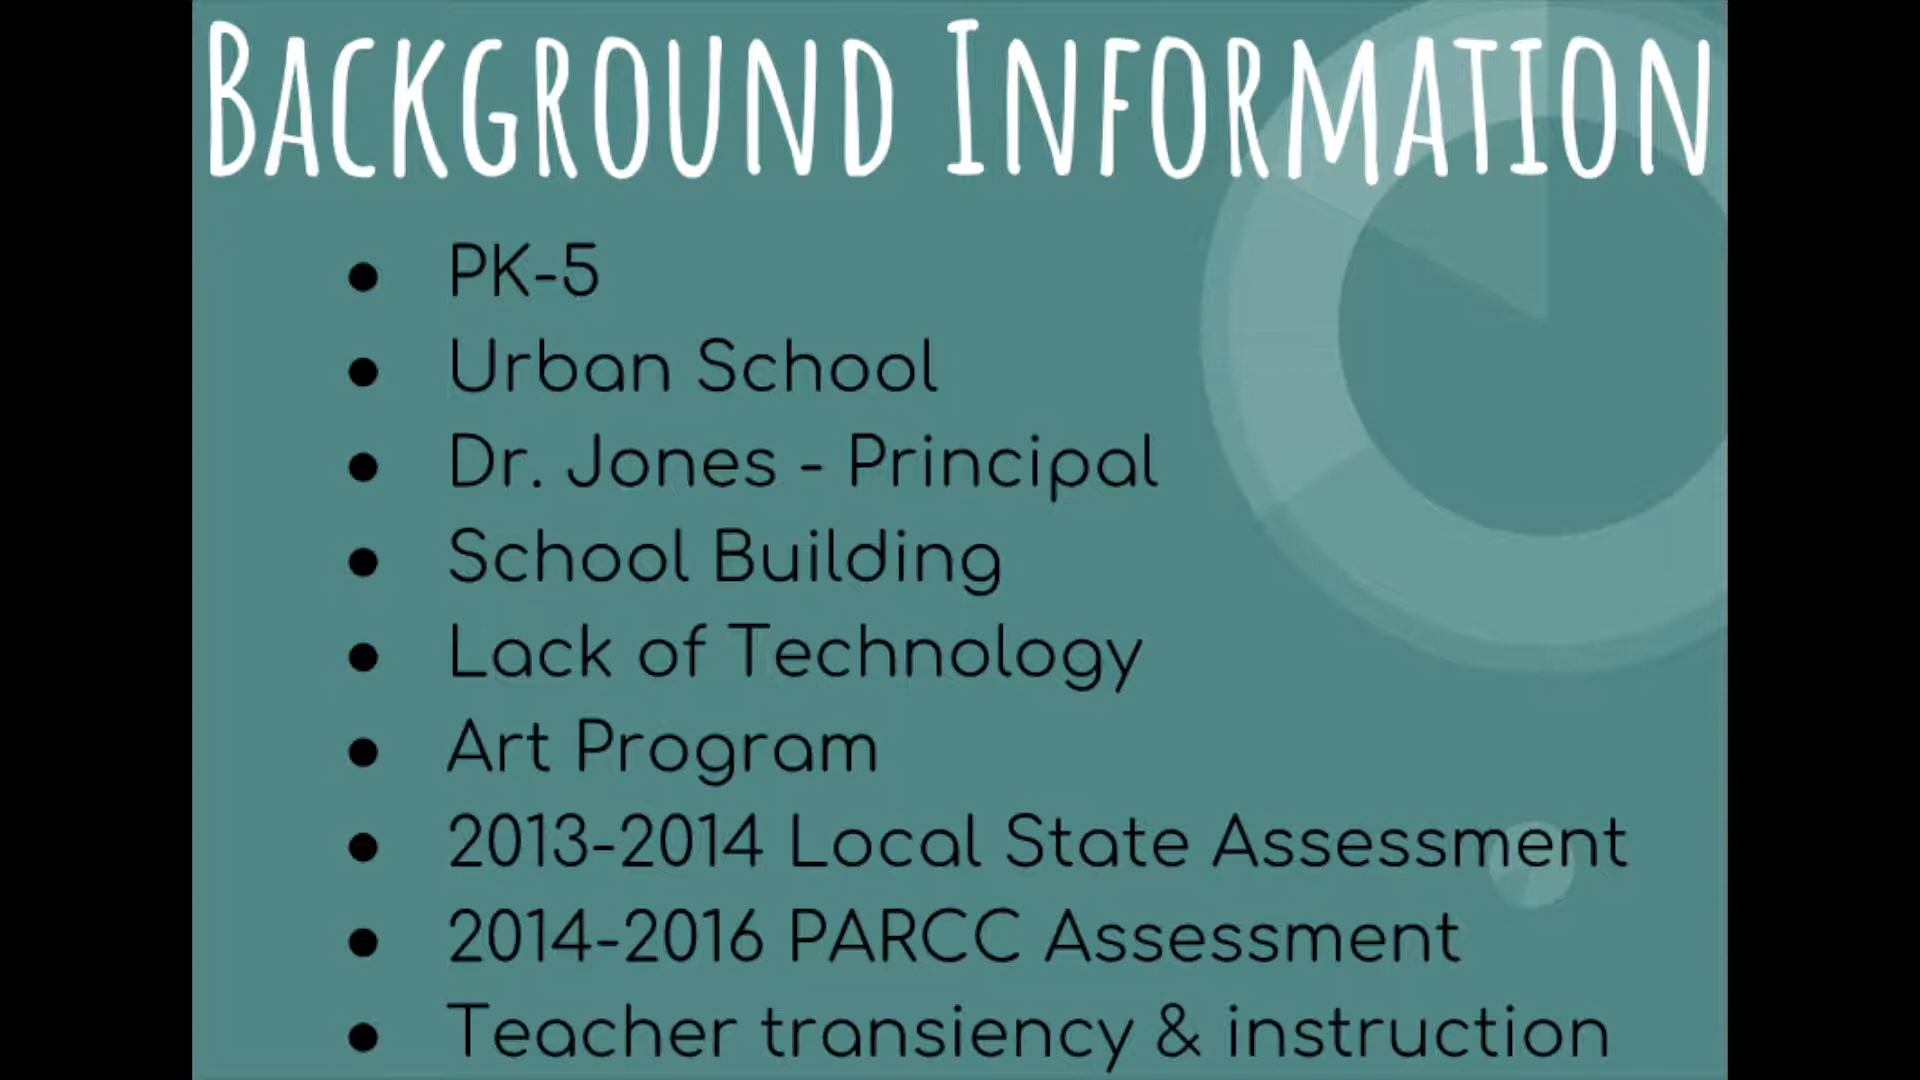 BACKGROUND INFORMATION
● PK-5
● Urban School
● Dr. Jones - Principal
● School Building
● Lack of Technology
● Art Program
● 2013-2014 Local State Assessment
● 2014-2016 PARCC Assessment
● Teacher transiency & instruction